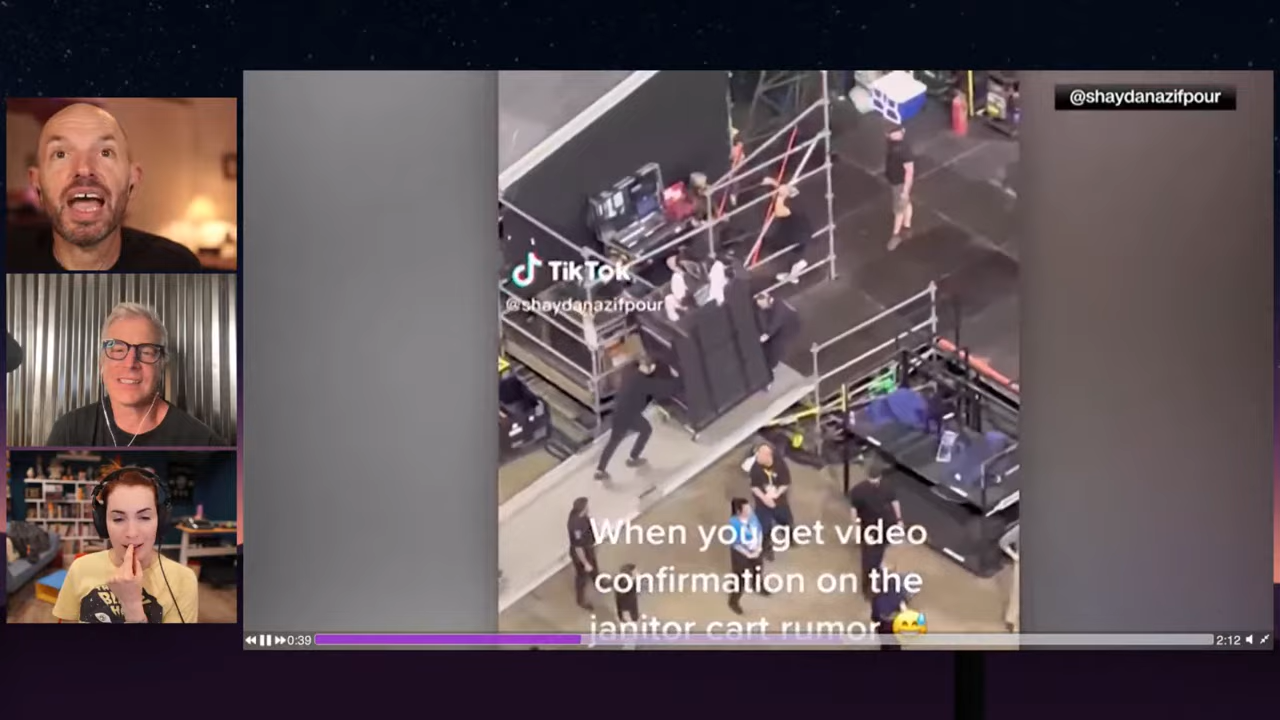 @shaydanazifpour
TikTok
@shaydanazifpour
When you get video
confirmation on the
janitor cart rumor 😅
0:39
2:12